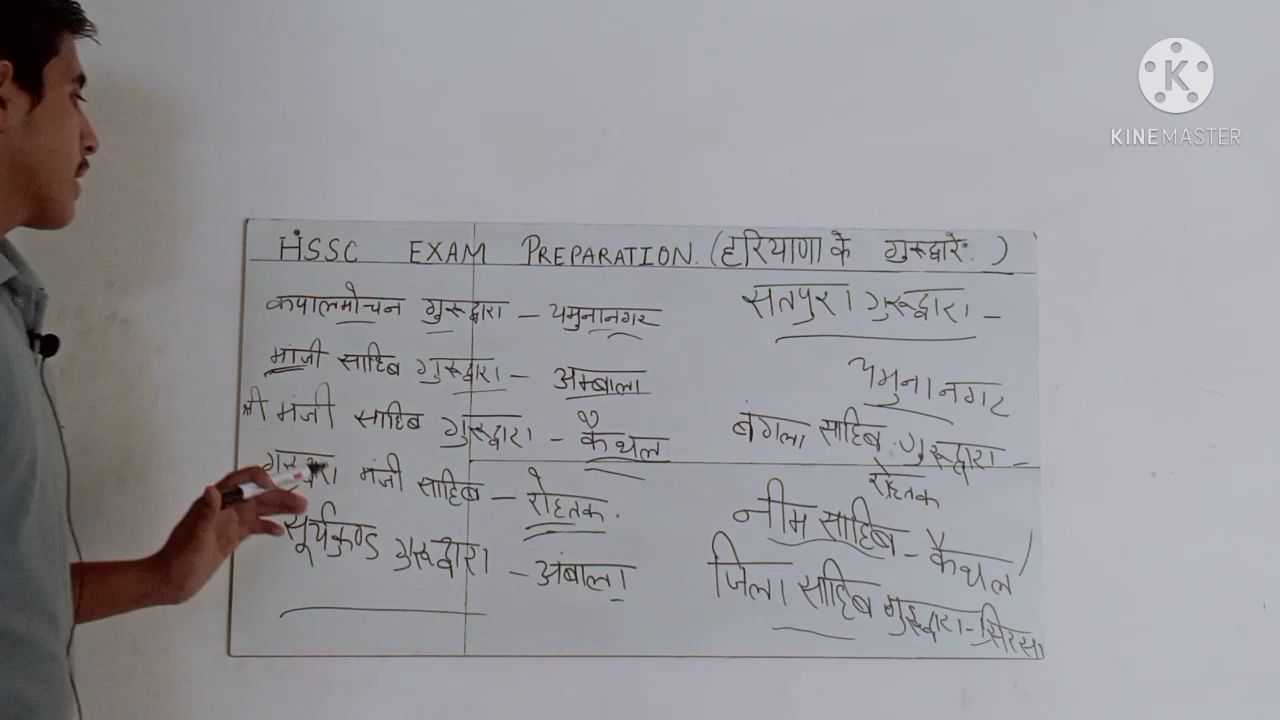 HSSC EXAM PREPARATION. (हरियाणा के गुरुद्वारे )
कपालमोचन गुरूद्वारा – यमुनानगर
मांजी साहिब गुरूद्वारा – अम्बाला
मंजी साहिब गुरूद्वारा – कैथल
मंजी साहिब – रोहतक.
सूर्यकुण्ड गुरूद्वारा – अंबाला
सतपुरा गुरूद्वारा –
यमुनानगर
बंगला साहिब गुरूद्वारा –
रोहतक
नीम साहिब – कैथल
जिला साहिब गुरूद्वारा – सिरसा
K
KINEMASTER